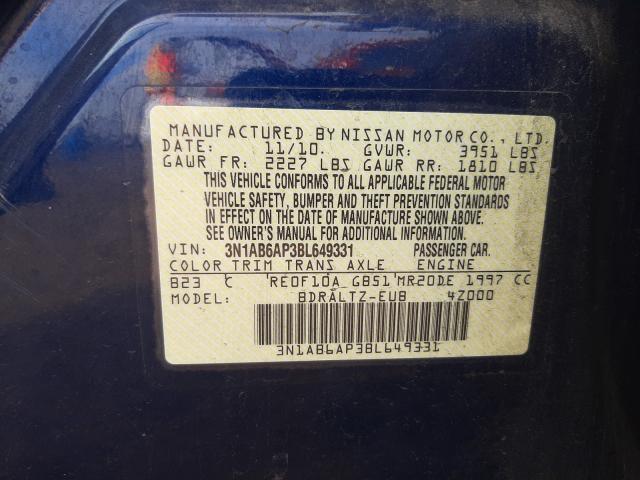 MANUFACTURED BY NISSAN MOTOR CO., LTD.
DATE: 11/10. GVWR: 3951 LBS
GAWR FR: 2227 LBS GAWR RR: 1810 LBS
THIS VEHICLE CONFORMS TO ALL APPLICABLE FEDERAL MOTOR
VEHICLE SAFETY, BUMPER AND THEFT PREVENTION STANDARDS
IN EFFECT ON THE DATE OF MANUFACTURE SHOWN ABOVE.
SEE OWNER'S MANUAL FOR ADDITIONAL INFORMATION.
VIN: 3N1AB6AP3BL649331 PASSENGER CAR.
COLOR TRIM TRANS AXLE ENGINE
B23 C RE0F10A GB51 MR20DE 1997 CC
MODEL: BDRALTZ-EUB 4Z000
3N1AB6AP3BL649331